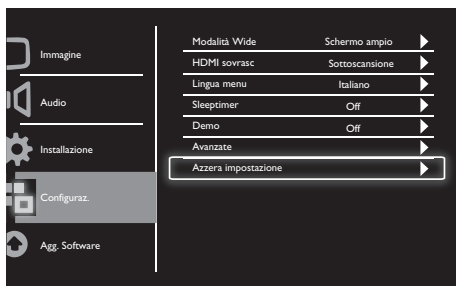 Immagine
Audio
Installazione
Configuraz.
Agg. Software
Modalità Wide Schermo ampio
HDMI sovrasc Sottoscansione
Lingua menu Italiano
Sleeptimer Off
Demo Off
Avanzate
Azzera impostazione